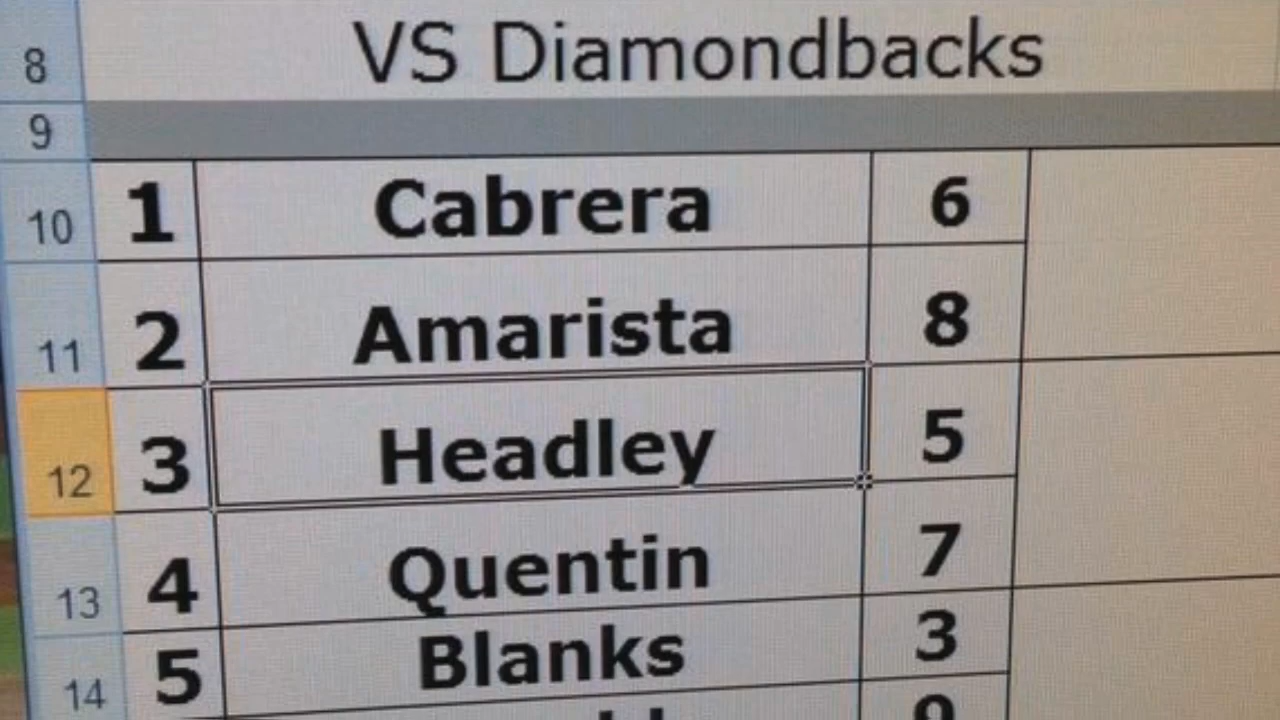 8 VS Diamondbacks
9
10 1 Cabrera 6
11 2 Amarista 8
12 3 Headley 5
13 4 Quentin 7
14 5 Blanks 3
9